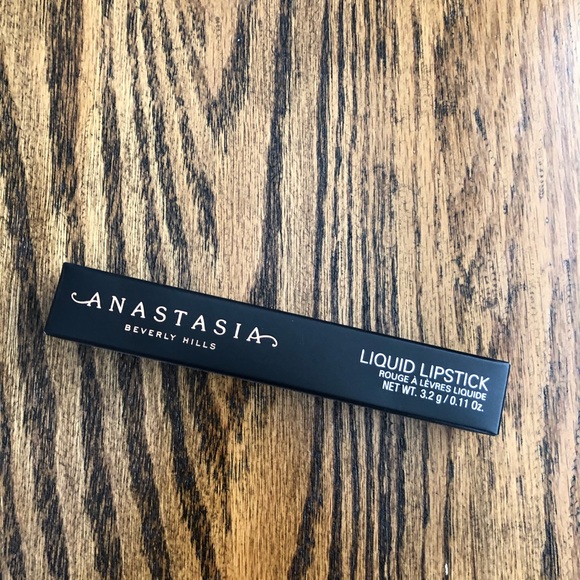 ANASTASIA
BEVERLY HILLS
LIQUID LIPSTICK
ROUGE À LÈVRES LIQUIDE
NET WT. 3.2 g / 0.11 Oz.